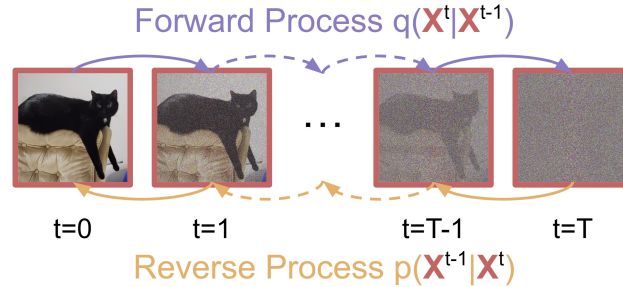 Forward Process q(X^t|X^t-1)
...
t=0 t=1 t=T-1 t=T
Reverse Process p(X^t-1|X^t)